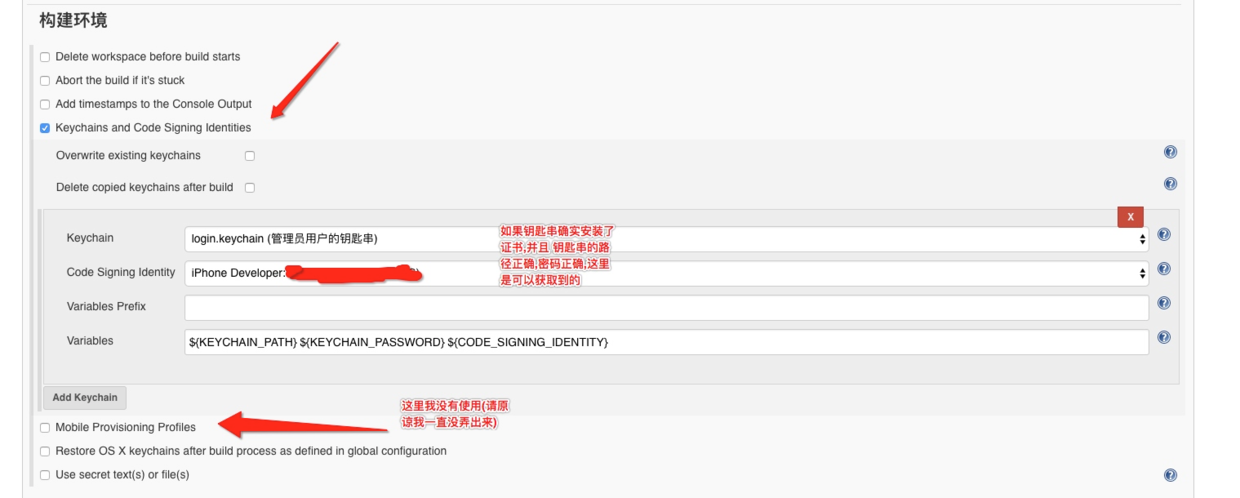 构建环境
Delete workspace before build starts
Abort the build if it's stuck
Add timestamps to the Console Output
Keychains and Code Signing Identities
Overwrite existing keychains
Delete copied keychains after build
X
Keychain
login.keychain (管理员用户的钥匙串)
如果钥匙串确实安装了
证书,并且 钥匙串的路
径正确,密码正确,这里
是可以获取到的
Code Signing Identity
iPhone Developer:
Variables Prefix
Variables
${KEYCHAIN_PATH} ${KEYCHAIN_PASSWORD} ${CODE_SIGNING_IDENTITY}
Add Keychain
这里我没有使用(请原
谅我一直没弄出来)
Mobile Provisioning Profiles
Restore OS X keychains after build process as defined in global configuration
Use secret text(s) or file(s)